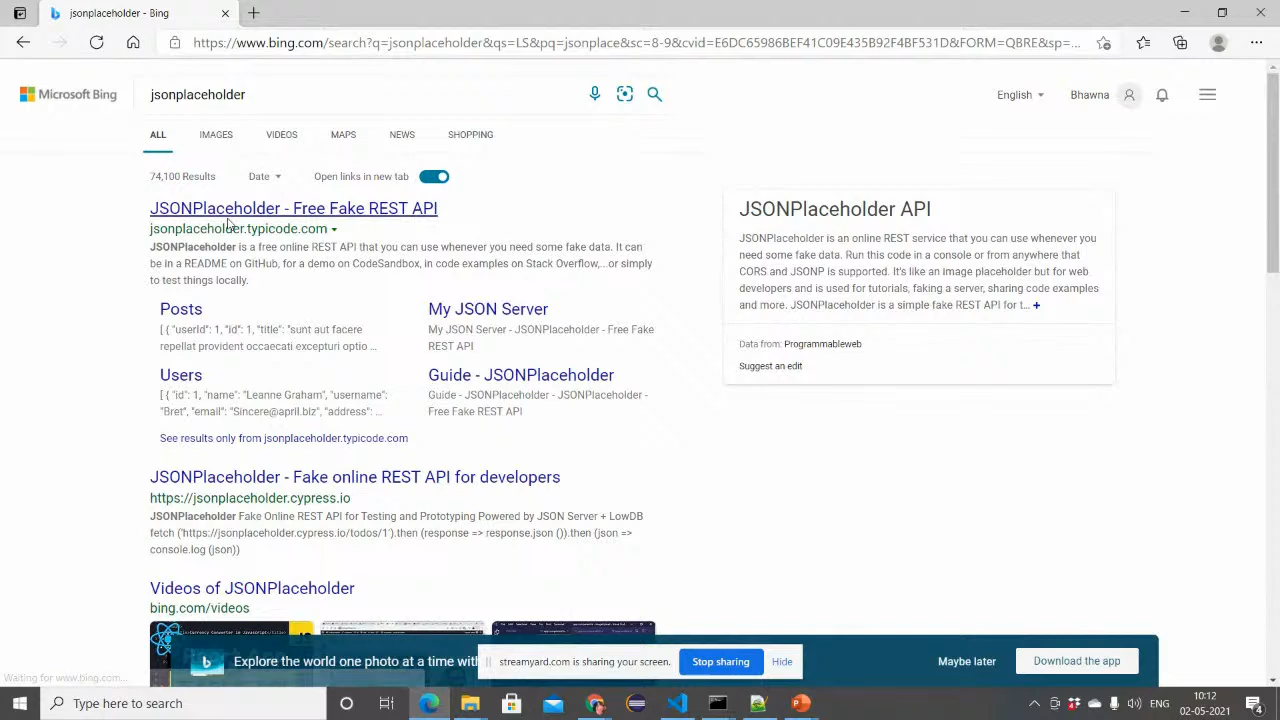 jsonplaceholder - Bing
https://www.bing.com/search?q=jsonplaceholder&qs=LS&pq=jsonplace&sc=8-9&cvid=E6DC65986BEF41C09E435B92F4BF531D&FORM=QBRE&sp=...
Microsoft Bing
jsonplaceholder
English
Bhawna
ALL
IMAGES
VIDEOS
MAPS
NEWS
SHOPPING
74,100 Results
Date
Open links in new tab
JSONPlaceholder - Free Fake REST API
jsonplaceholder.typicode.com
JSONPlaceholder is a free online REST API that you can use whenever you need some fake data. It can
be in a README on GitHub, for a demo on CodeSandbox, in code examples on Stack Overflow,...or simply
to test things locally.
Posts
[ { "userId": 1, "id": 1, "title": "sunt aut facere
repellat provident occaecati excepturi optio ...
My JSON Server
My JSON Server - JSONPlaceholder - Free Fake
REST API
Users
[ { "id": 1, "name": "Leanne Graham", "username":
"Bret", "email": "Sincere@april.biz", "address": ...
Guide - JSONPlaceholder
Guide - JSONPlaceholder - JSONPlaceholder -
Free Fake REST API
See results only from jsonplaceholder.typicode.com
JSONPlaceholder - Fake online REST API for developers
https://jsonplaceholder.cypress.io
JSONPlaceholder Fake Online REST API for Testing and Prototyping Powered by JSON Server + LowDB
fetch ('https://jsonplaceholder.cypress.io/todos/1').then (response => response.json ()).then (json =>
console.log (json))
Videos of JSONPlaceholder
bing.com/videos
JSONPlaceholder API
JSONPlaceholder is an online REST service that you can use whenever you
need some fake data. Run this code in a console or from anywhere that
CORS and JSONP is supported. It's like an image placeholder but for web
developers and is used for tutorials, faking a server, sharing code examples
and more. JSONPlaceholder is a simple fake REST API for t... +
Data from: Programmableweb
Suggest an edit
Explore the world one photo at a time with
streamyard.com is sharing your screen.
Stop sharing
Hide
Maybe later
Download the app
Waiting for www.bing.com...
Type here to search
ENG
10:12
02-05-2021
4